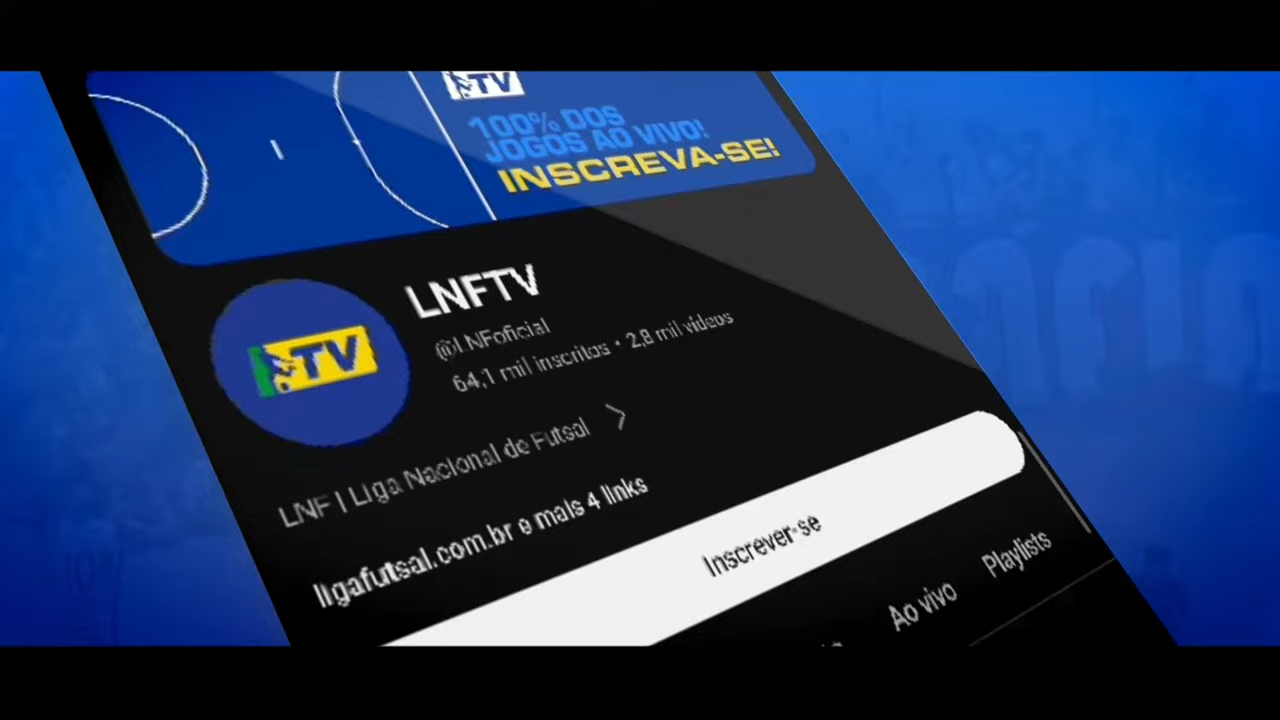 TV
100% DOS
JOGOS AO VIVO!
INSCREVA-SE!
TV
LNFTV
@LNFoficial
64,1 mil inscritos • 2,8 mil vídeos
LNF | Liga Nacional de Futsal
ligafutsal.com.br e mais 4 links
Inscrever-se
Ao vivo
Playlists